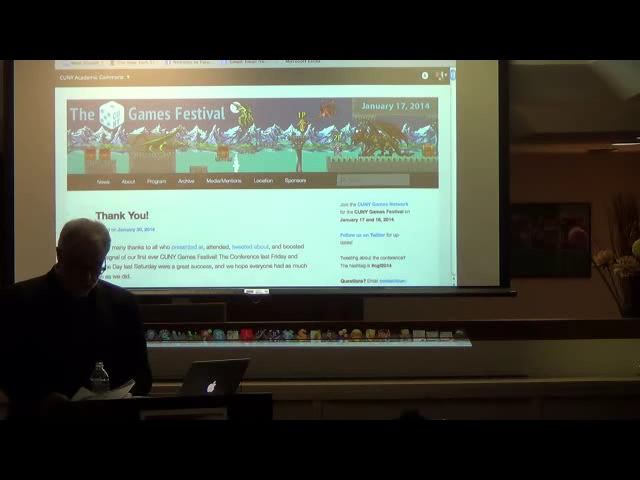 CUNY Academic Commons
The Games Festival
January 17, 2014
1P
2P
News About Program Archive Media/Mentions Location Sponsors
Thank You!
on January 20, 2014
many thanks to all who presented at, attended, tweeted about, and boosted
signal of our first ever CUNY Games Festival! The Conference last Friday and
Day last Saturday were a great success, and we hope everyone had as much
as we did.
Join the CUNY Games Network
for the CUNY Games Festival on
January 17 and 18, 2014.
Follow us on Twitter for up-
dates!
Tweeting about the conference?
The hashtag is #cgf2014
Questions? Email